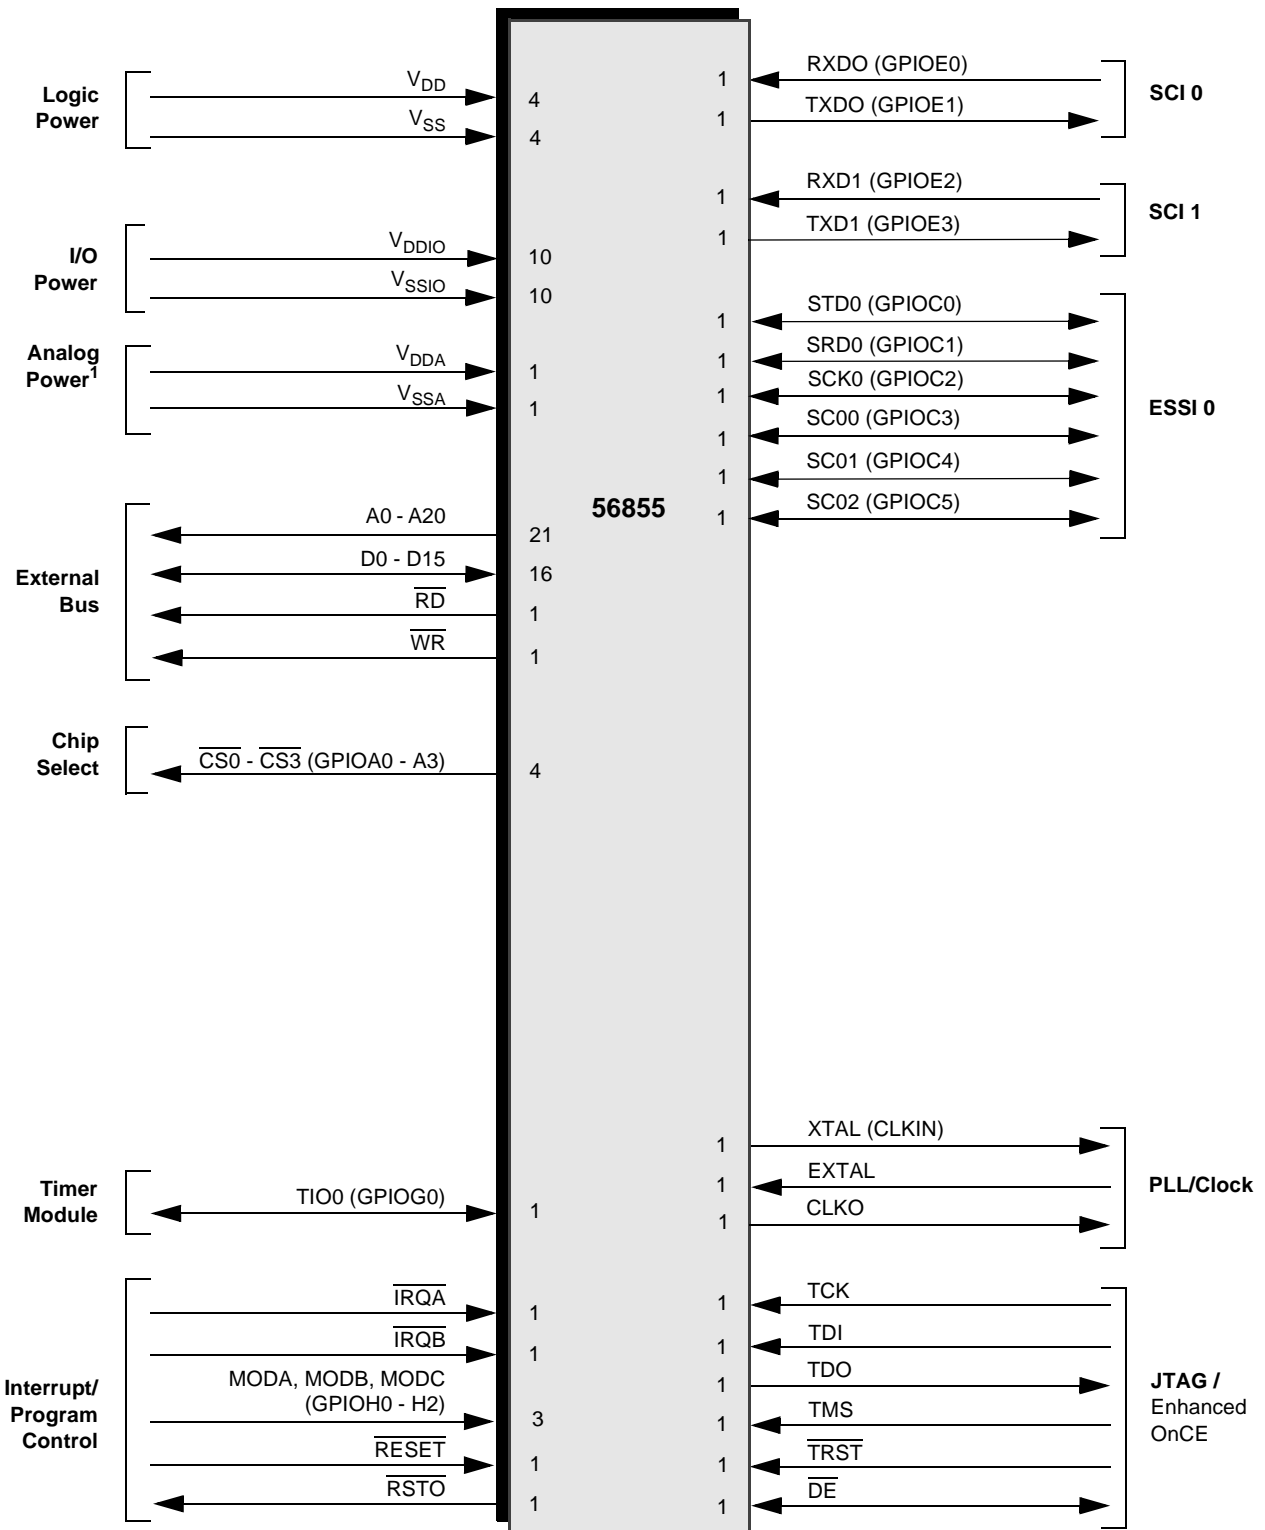 Logic
Power
VDD
4
VSS
4
I/O
Power
VDDIO
10
VSSIO
10
Analog
Power1
VDDA
1
VSSA
1
External
Bus
A0 - A20
21
D0 - D15
16
RD
1
WR
1
Chip
Select
CS0 - CS3 (GPIOA0 - A3)
4
Timer
Module
TIO0 (GPIOG0)
1
Interrupt/
Program
Control
IRQA
1
IRQB
1
MODA, MODB, MODC
(GPIOH0 - H2)
3
RESET
1
RSTO
1
56855
1
RXDO (GPIOE0)
1
TXDO (GPIOE1)
SCI 0
1
RXD1 (GPIOE2)
1
TXD1 (GPIOE3)
SCI 1
1
STD0 (GPIOC0)
1
SRD0 (GPIOC1)
1
SCK0 (GPIOC2)
1
SC00 (GPIOC3)
1
SC01 (GPIOC4)
1
SC02 (GPIOC5)
ESSI 0
1
XTAL (CLKIN)
1
EXTAL
1
CLKO
PLL/Clock
1
TCK
1
TDI
1
TDO
1
TMS
1
TRST
1
DE
JTAG /
Enhanced
OnCE